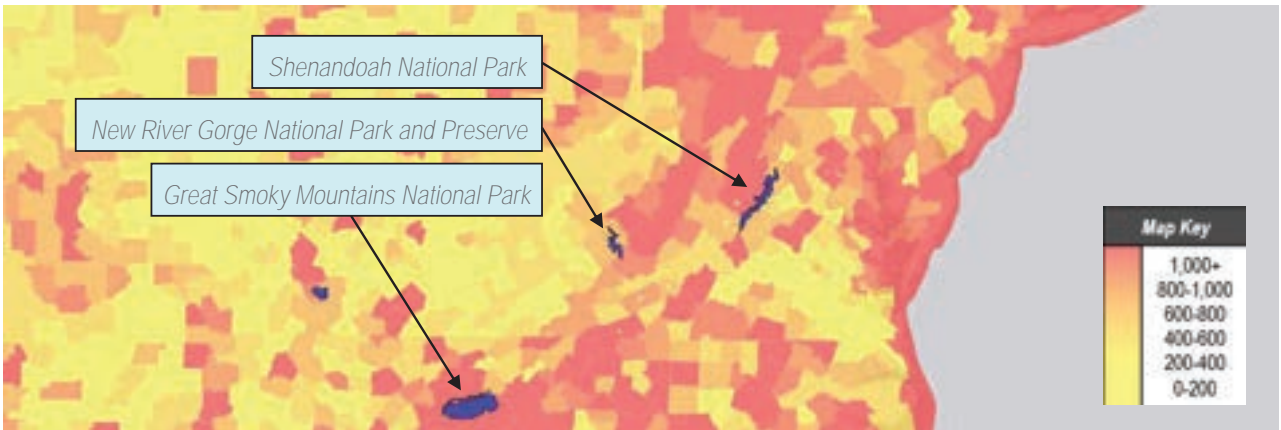 Shenandoah National Park
New River Gorge National Park and Preserve
Great Smoky Mountains National Park
Map Key
1,000+
800-1,000
600-800
400-600
200-400
0-200